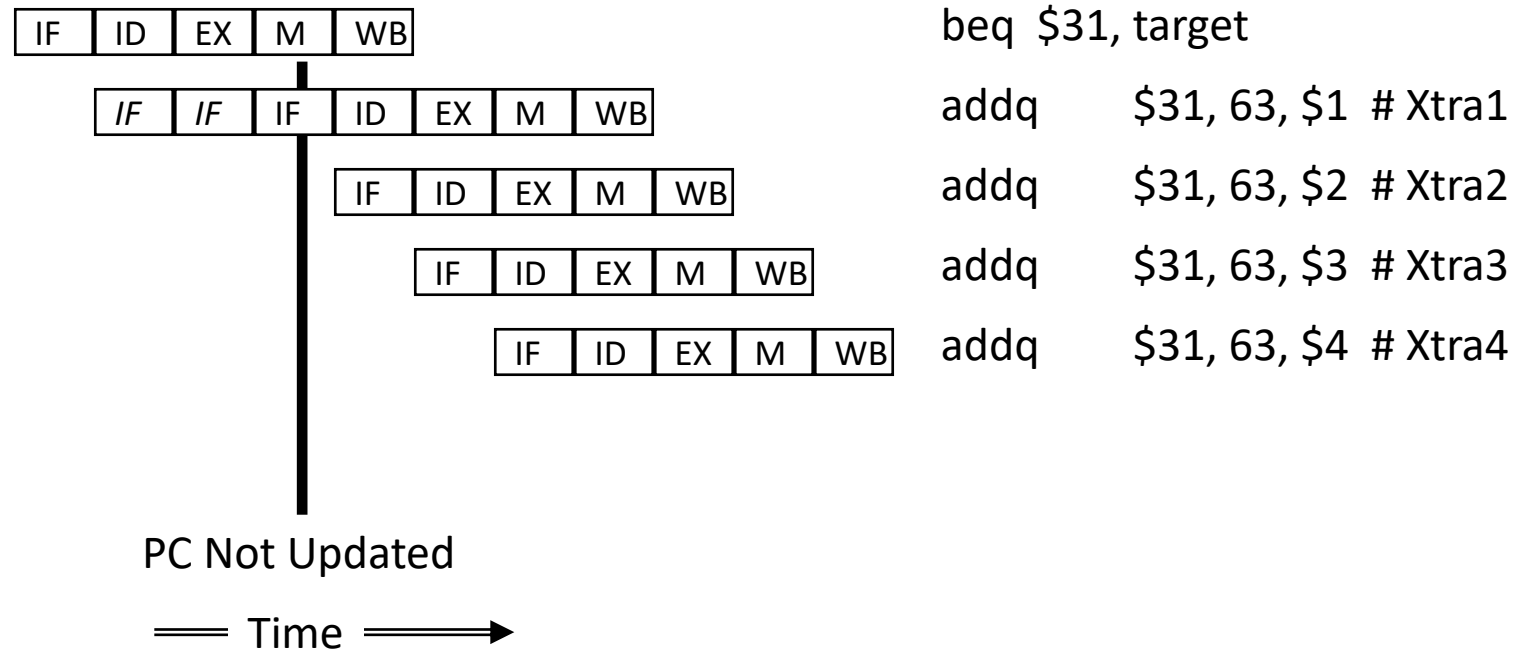 IF ID EX M WB beq $31, target
IF IF IF ID EX M WB addq $31, 63, $1 # Xtra1
IF ID EX M WB addq $31, 63, $2 # Xtra2
IF ID EX M WB addq $31, 63, $3 # Xtra3
IF ID EX M WB addq $31, 63, $4 # Xtra4
PC Not Updated
Time